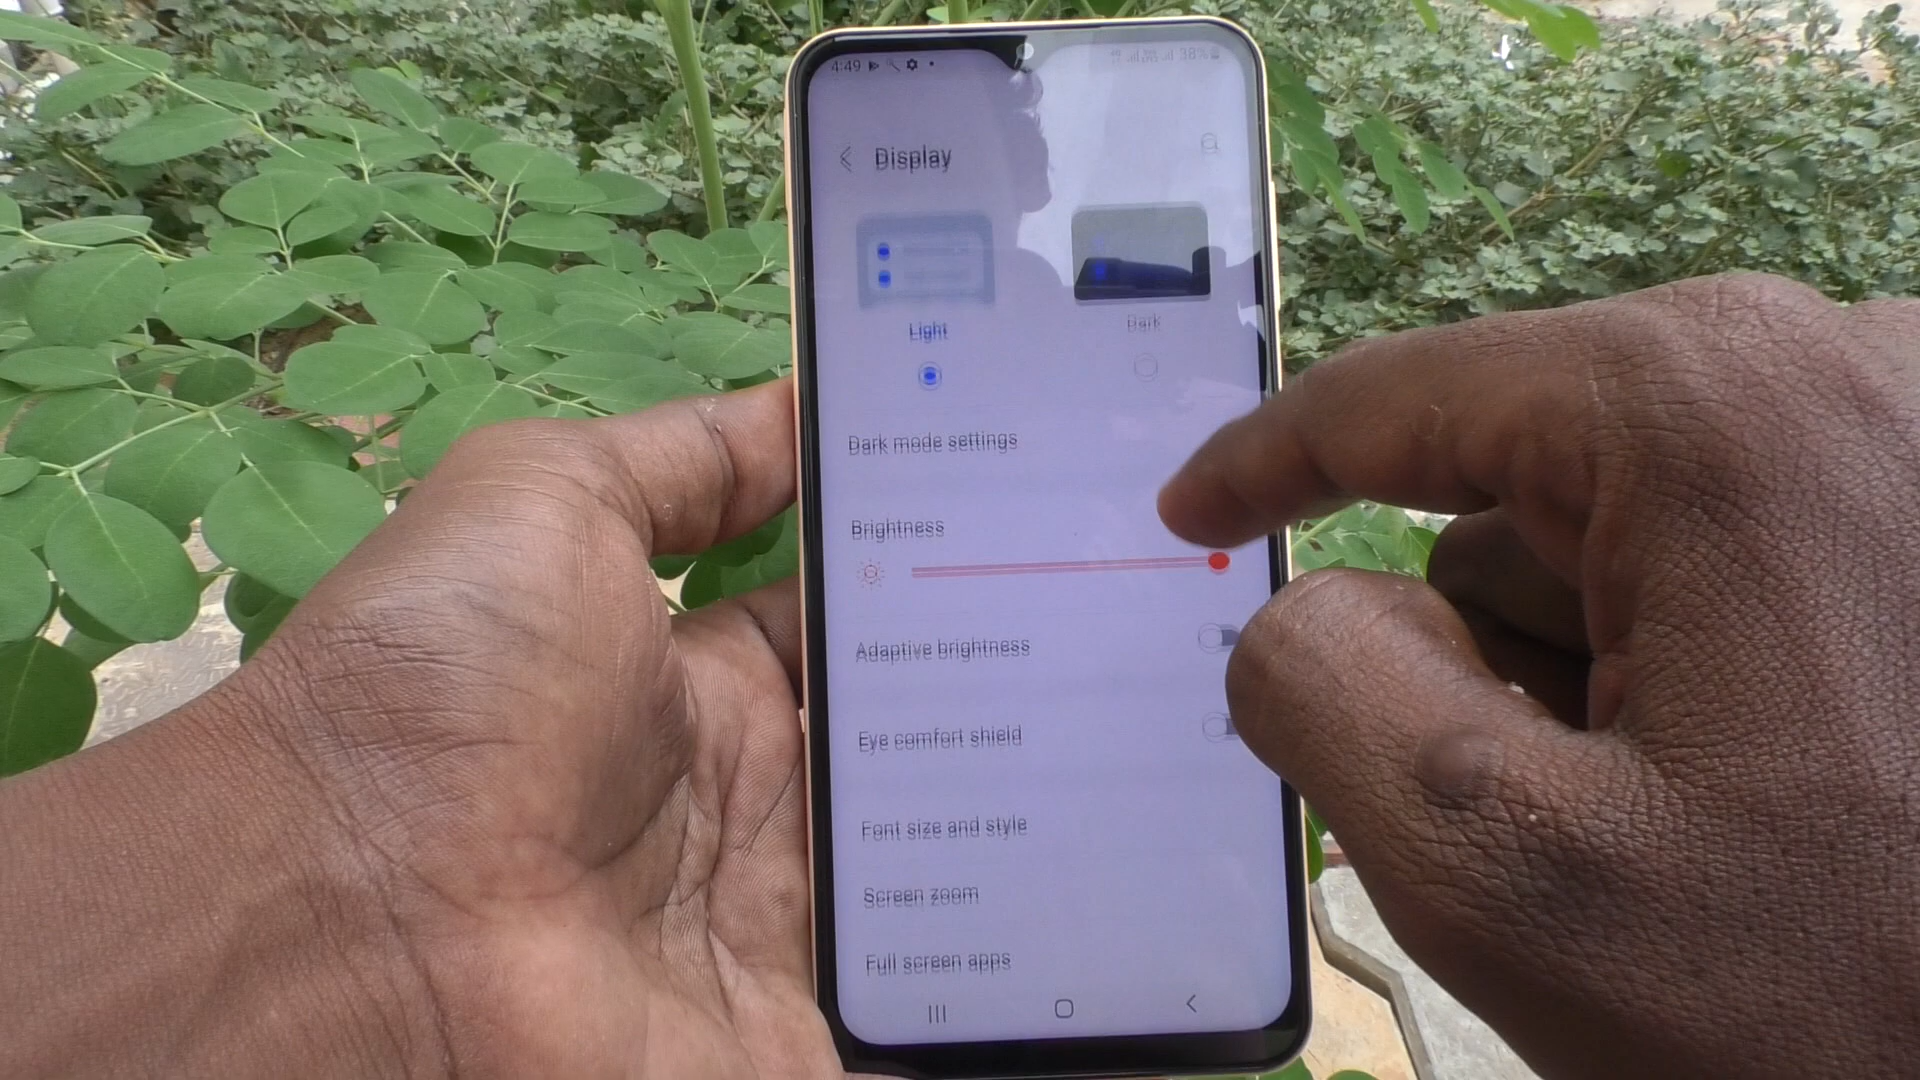 4:49
38%
Display
Light
Dark
Dark mode settings
Brightness
Adaptive brightness
Eye comfort shield
Font size and style
Screen zoom
Full screen apps